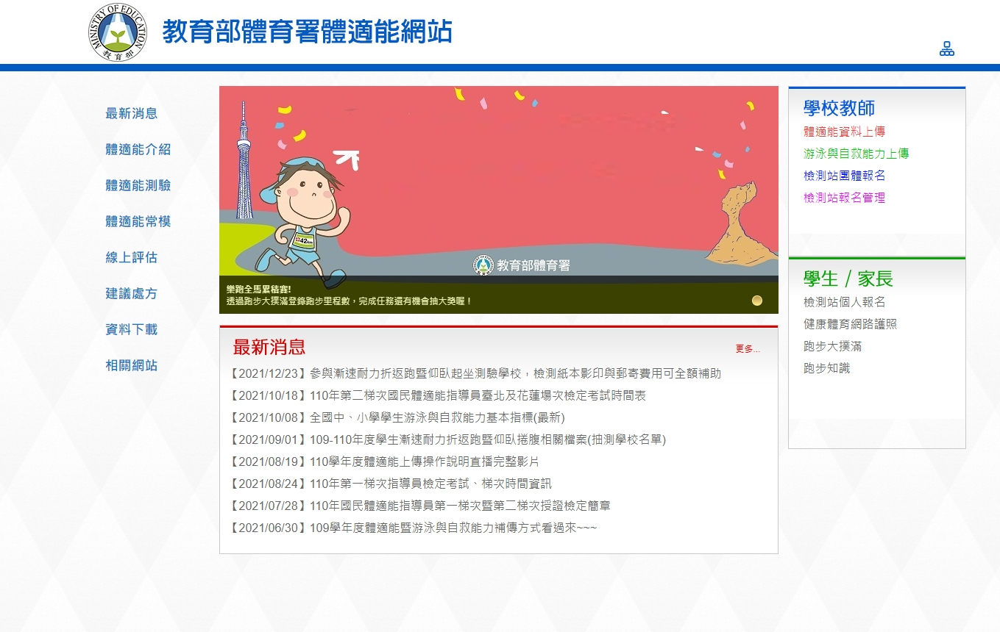 MINISTRY OF EDUCATION
教育部
教育部體育署體適能網站
最新消息
體適能介紹
體適能測驗
體適能常模
線上評估
建議處方
資料下載
相關網站
42km
教育部體育署
樂跑全馬累積賽!
透過跑步大撲滿登錄跑步里程數，完成任務還有機會抽大獎喔！
最新消息
更多...
【2021/12/23】參與漸速耐力折返跑暨仰臥起坐測驗學校，檢測紙本影印與郵寄費用可全額補助
【2021/10/18】110年第二梯次國民體適能指導員臺北及花蓮場次檢定考試時間表
【2021/10/08】全國中、小學學生游泳與自救能力基本指標(最新)
【2021/09/01】109-110年度學生漸速耐力折返跑暨仰臥捲腹相關檔案(抽測學校名單)
【2021/08/19】110學年度體適能上傳操作說明直播完整影片
【2021/08/24】110年第一梯次指導員檢定考試、梯次時間資訊
【2021/07/28】110年國民體適能指導員第一梯次暨第二梯次授證檢定簡章
【2021/06/30】109學年度體適能暨游泳與自救能力補傳方式看過來~~~
學校教師
體適能資料上傳
游泳與自救能力上傳
檢測站團體報名
檢測站報名管理
學生 / 家長
檢測站個人報名
健康體育網路護照
跑步大撲滿
跑步知識